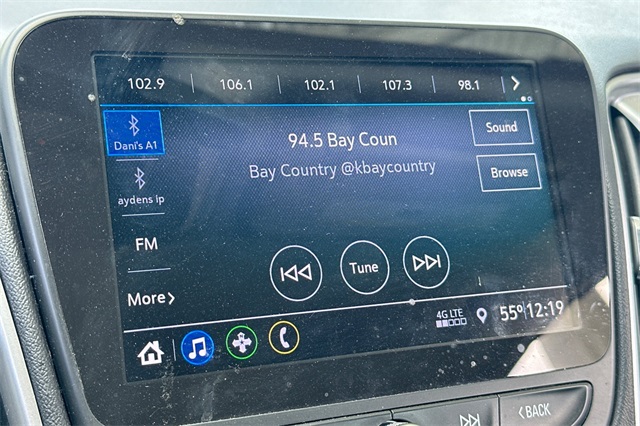 102.9 106.1 102.1 107.3 98.1
Dani's A1
94.5 Bay Coun
Sound
Bay Country @kbaycountry
Browse
aydens ip
FM
Tune
More
4G LTE
55° 12:19
BACK